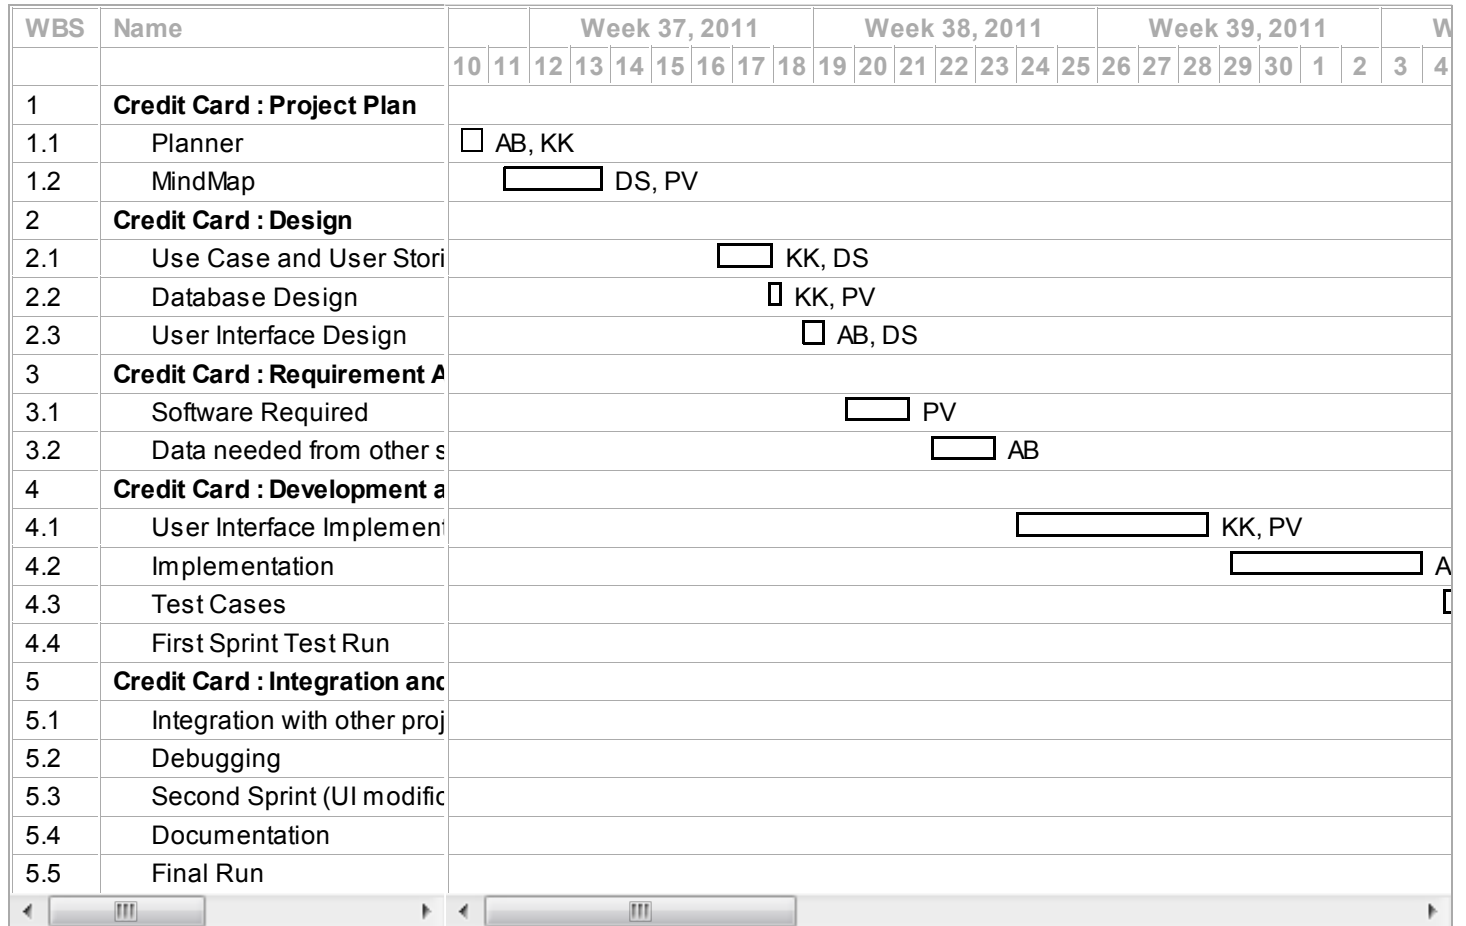 WBS Name Week 37, 2011 Week 38, 2011 Week 39, 2011 W
10 11 12 13 14 15 16 17 18 19 20 21 22 23 24 25 26 27 28 29 30 1 2 3 4
1 Credit Card : Project Plan
1.1 Planner AB, KK
1.2 MindMap DS, PV
2 Credit Card : Design
2.1 Use Case and User Stori KK, DS
2.2 Database Design KK, PV
2.3 User Interface Design AB, DS
3 Credit Card : Requirement A
3.1 Software Required PV
3.2 Data needed from other s AB
4 Credit Card : Development a
4.1 User Interface Implement KK, PV
4.2 Implementation A
4.3 Test Cases
4.4 First Sprint Test Run
5 Credit Card : Integration and
5.1 Integration with other proj
5.2 Debugging
5.3 Second Sprint (UI modific
5.4 Documentation
5.5 Final Run